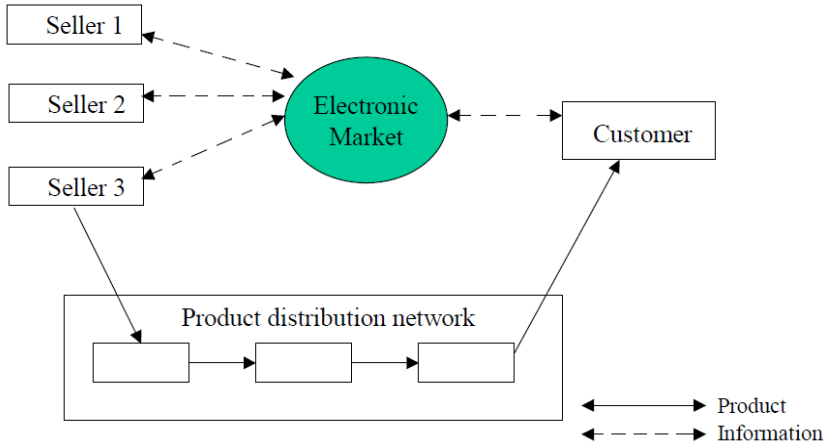 Seller 1
Seller 2
Seller 3
Electronic
Market
Customer
Product distribution network
Product
Information